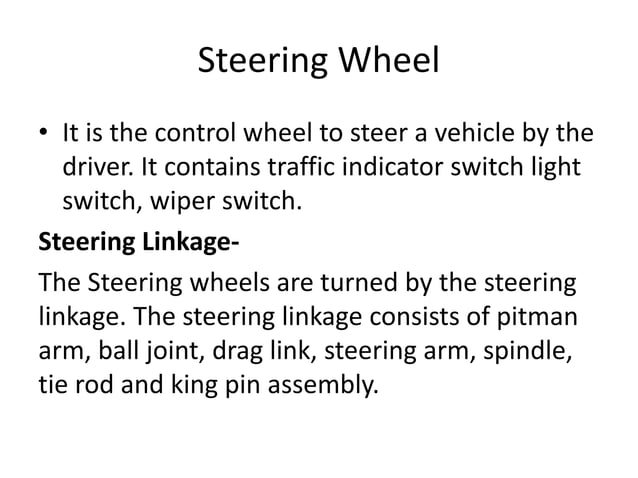 Steering Wheel
• It is the control wheel to steer a vehicle by the
driver. It contains traffic indicator switch light
switch, wiper switch.
Steering Linkage-
The Steering wheels are turned by the steering
linkage. The steering linkage consists of pitman
arm, ball joint, drag link, steering arm, spindle,
tie rod and king pin assembly.